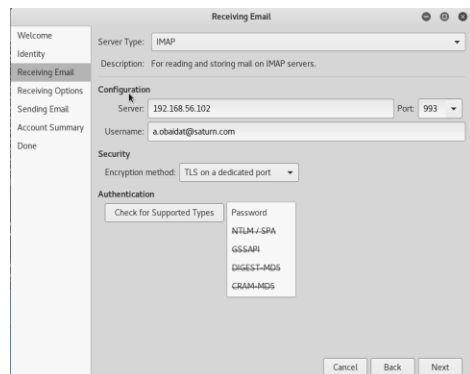 Receiving Email
Welcome
Identity
Receiving Email
Receiving Options
Sending Email
Account Summary
Done
Server Type: IMAP
Description: For reading and storing mail on IMAP servers.
Configuration
Server: 192.168.56.102 Port: 993
Username: a.obaidat@saturn.com
Security
Encryption method: TLS on a dedicated port
Authentication
Check for Supported Types Password
NTLM / SPA
GSSAPI
DIGEST-MD5
CRAM-MD5
Cancel Back Next